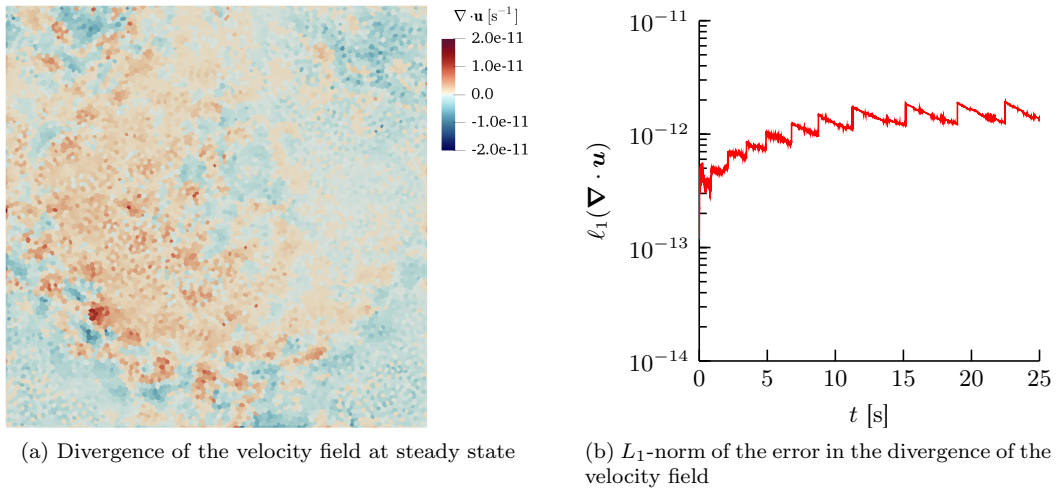 ∇·u [s⁻¹]
2.0e-11
1.0e-11
0.0
-1.0e-11
-2.0e-11
(a) Divergence of the velocity field at steady state
10⁻¹¹
10⁻¹²
10⁻¹³
10⁻¹⁴
ℓ₁(∇ · u)
0 5 10 15 20 25
t [s]
(b) L₁-norm of the error in the divergence of the
velocity field